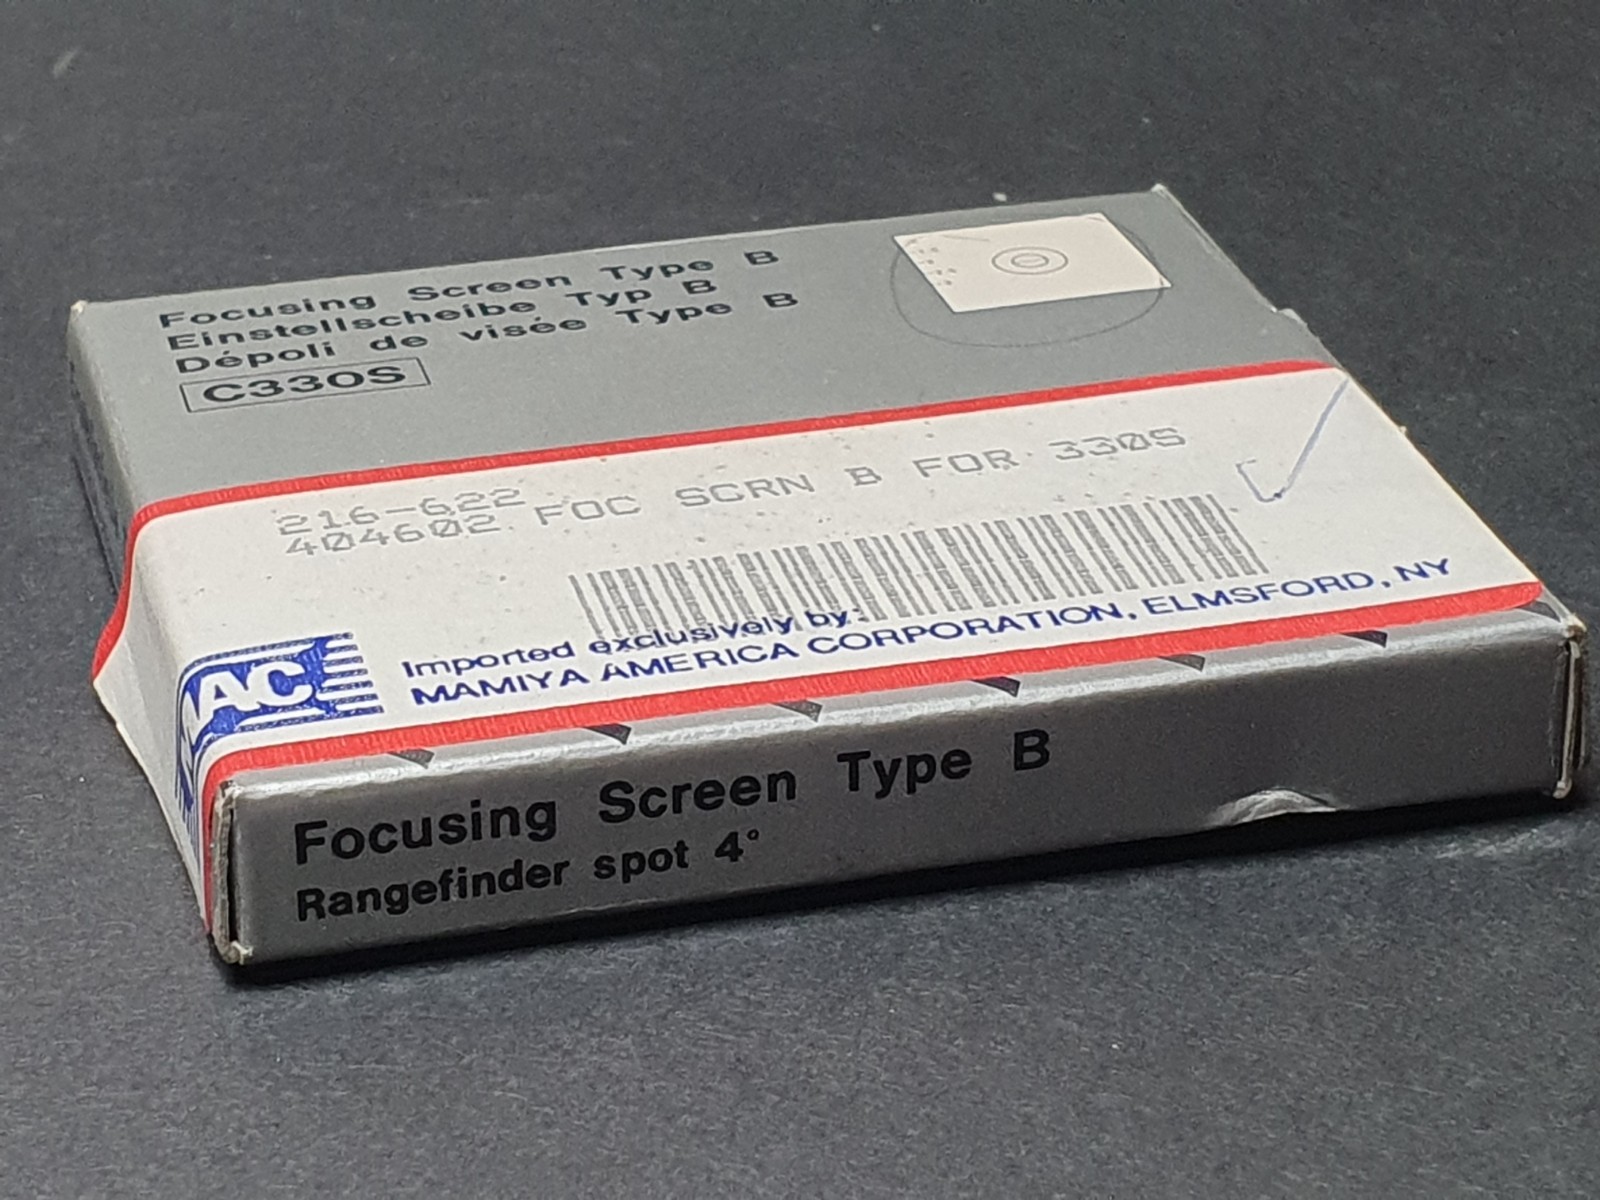 Focusing Screen Type B
Einstellscheibe Typ B
Dépoli de visée Type B
C330S
216-622
404602 FOC SCRN B FOR 330S
Imported exclusively by:
MAMIYA AMERICA CORPORATION, ELMSFORD, NY
MAC
Focusing Screen Type B
Rangefinder spot 4°